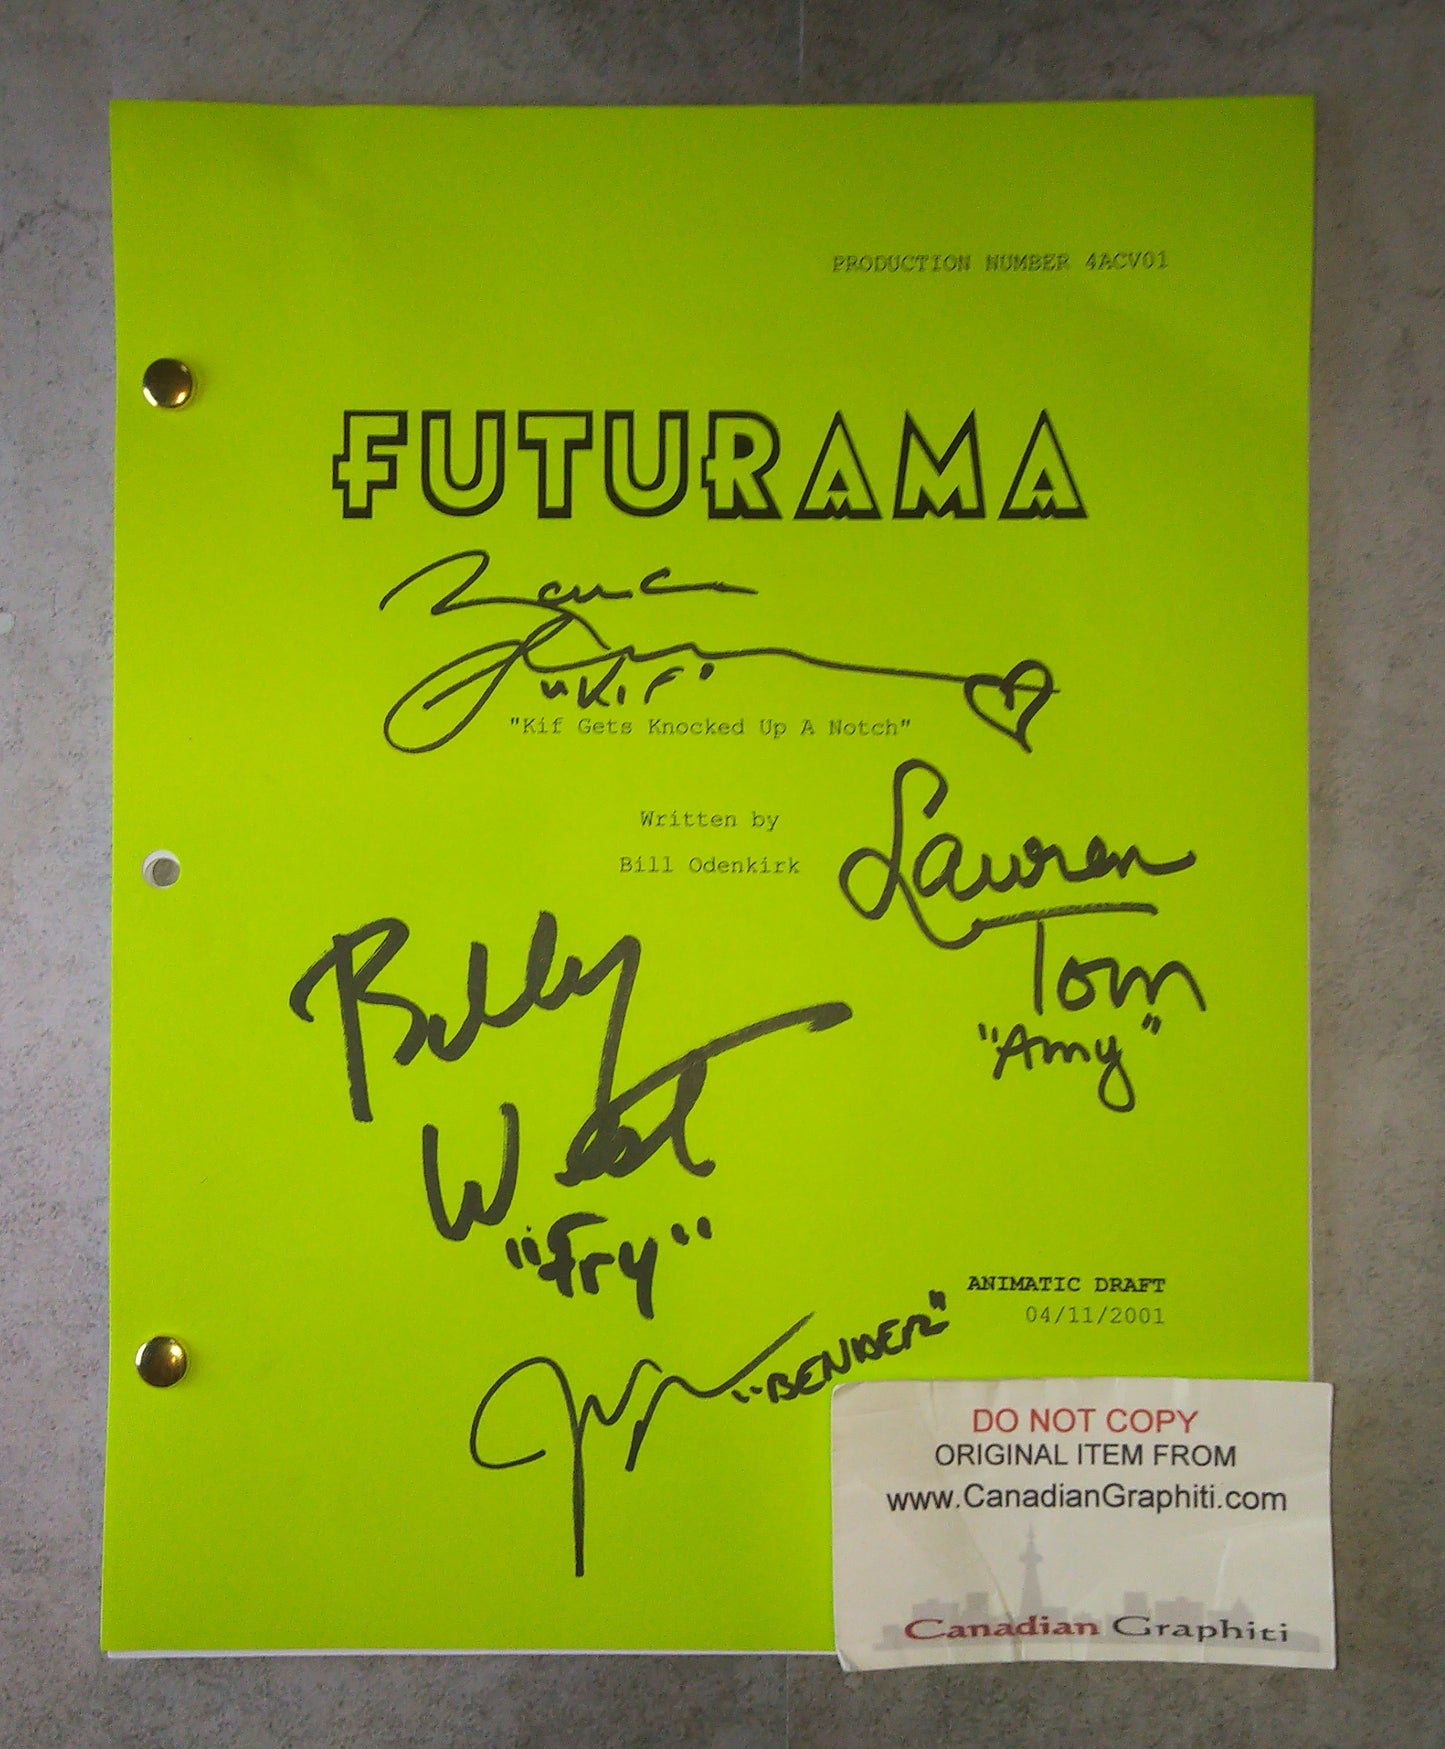 PRODUCTION NUMBER 4ACV01
FUTURAMA
"Kif"
"Kif Gets Knocked Up A Notch"
Written by
Bill Odenkirk
Lauren
Tom
"Amy"
Billy
West
"Fry"
ANIMATIC DRAFT
04/11/2001
"BENDER"
DO NOT COPY
ORIGINAL ITEM FROM
www.CanadianGraphiti.com
Canadian Graphiti